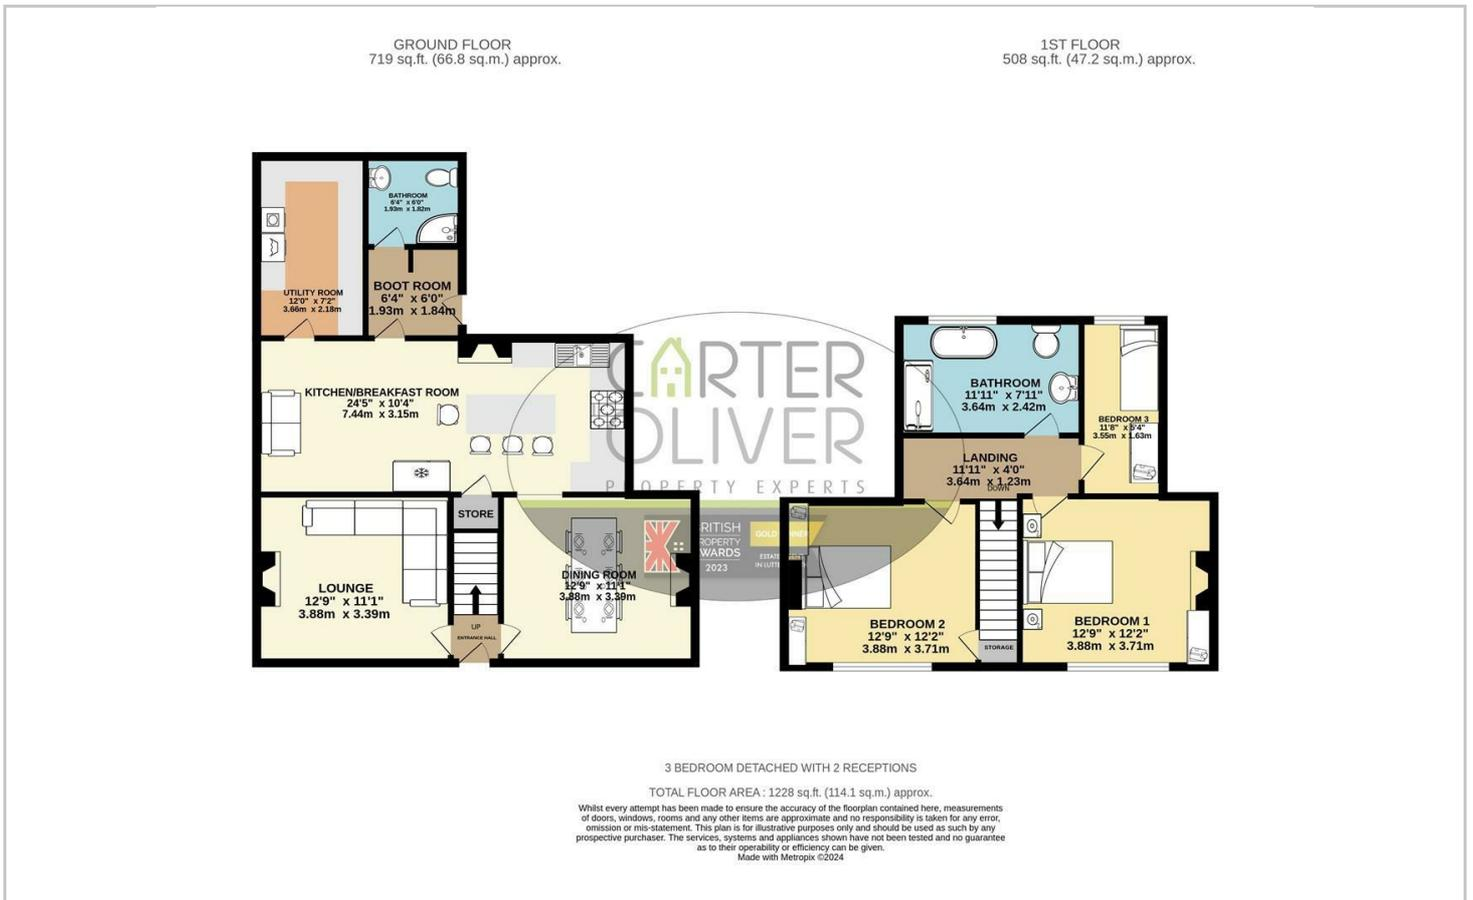 GROUND FLOOR
719 sq.ft. (66.8 sq.m.) approx.
1ST FLOOR
508 sq.ft. (47.2 sq.m.) approx.
BATHROOM
6'4" x 6'0"
1.93m x 1.82m
UTILITY ROOM
12'0" x 7'2"
3.66m x 2.18m
BOOT ROOM
6'4" x 6'0"
1.93m x 1.84m
KITCHEN/BREAKFAST ROOM
24'5" x 10'4"
7.44m x 3.15m
STORE
LOUNGE
12'9" x 11'1"
3.88m x 3.39m
UP
ENTRANCE HALL
DINING ROOM
12'9" x 11'1"
3.88m x 3.39m
CARTER
OLIVER
PROPERTY EXPERTS
BRITISH
PROPERTY
AWARDS
2023
GOLD WINNER
ESTATE
IN LUTTE
BATHROOM
11'11" x 7'11"
3.64m x 2.42m
BEDROOM 3
11'8" x 5'4"
3.55m x 1.63m
LANDING
11'11" x 4'0"
3.64m x 1.23m
DOWN
BEDROOM 2
12'9" x 12'2"
3.88m x 3.71m
STORAGE
BEDROOM 1
12'9" x 12'2"
3.88m x 3.71m
3 BEDROOM DETACHED WITH 2 RECEPTIONS
TOTAL FLOOR AREA : 1228 sq.ft. (114.1 sq.m.) approx.
Whilst every attempt has been made to ensure the accuracy of the floorplan contained here, measurements
of doors, windows, rooms and any other items are approximate and no responsibility is taken for any error,
omission or mis-statement. This plan is for illustrative purposes only and should be used as such by any
prospective purchaser. The services, systems and appliances shown have not been tested and no guarantee
as to their operability or efficiency can be given.
Made with Metropix ©2024